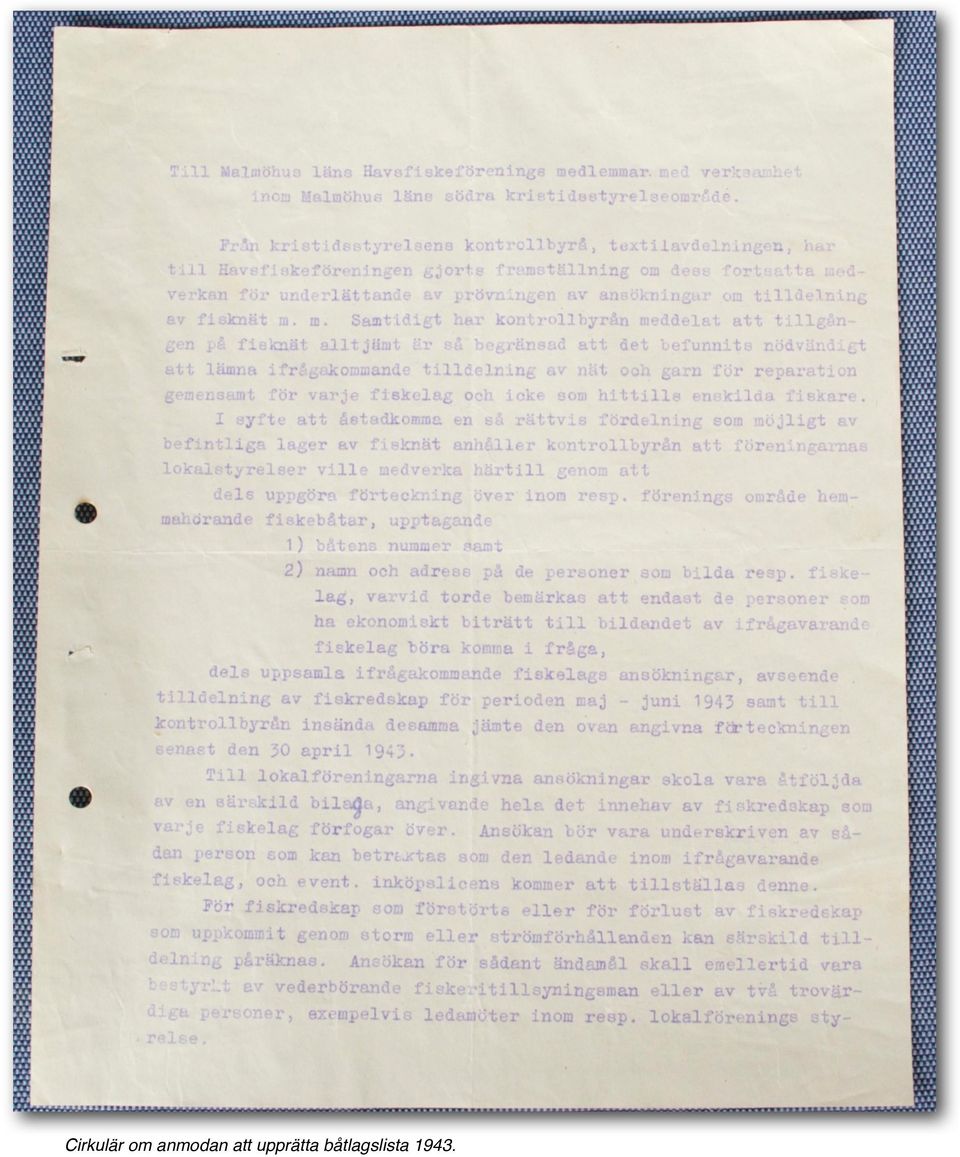 Till Malmöhus läns Havsfiskeförenings medlemmar, med verksamhet
inom Malmöhus läns södra kristidsstyrelseområde.
Från kristidsstyrelsens kontrollbyrå, textilavdelningen, har
till Havsfiskeföreningen gjorts framställning om dess fortsatta med-
verkan för underlättande av prövningen av ansökningar om tilldelning
av fisknät m. m. Samtidigt har kontrollbyrån meddelat att tillgån-
gen på fisknät alltjämt är så begränsad att det befunnits nödvändigt
att lämna ifrågakommande tilldelning av nät och garn för reparation
gemensamt för varje fiskelag och icke som hittills enskilda fiskare.
I syfte att åstadkomma en så rättvis fördelning som möjligt av
befintliga lager av fisknät anhåller kontrollbyrån att föreningarnas
lokalstyrelser ville medverka härtill genom att
dels uppgöra förteckning över inom resp. förenings område hem-
mahörande fiskebåtar, upptagande
1) båtens nummer samt
2) namn och adress på de personer som bilda resp. fiske-
lag, varvid torde bemärkas att endast de personer som
ha ekonomiskt biträtt till bildandet av ifrågavarande
fiskelag böra komma i fråga,
dels uppsamla ifrågakommande fiskelags ansökningar, avseende
tilldelning av fiskredskap för perioden maj - juni 1943 samt till
kontrollbyrån insända desamma jämte den ovan angivna förteckningen
senast den 30 april 1943.
Till lokalföreningarna ingivna ansökningar skola vara åtföljda
av en särskild bilaga, angivande hela det innehav av fiskredskap som
varje fiskelag förfogar över. Ansökan bör vara underskriven av så-
dan person som kan betraktas som den ledande inom ifrågavarande
fiskelag, och event. inköpslicens kommer att tillställas denne.
För fiskredskap som förstörts eller för förlust av fiskredskap
som uppkommit genom storm eller strömförhållanden kan särskild till-
delning påräknas. Ansökan för sådant ändamål skall emellertid vara
bestyrkt av vederbörande fiskeritillsyningsman eller av två trovär-
diga personer, exempelvis ledamöter inom resp. lokalförenings sty-
relse.
Cirkulär om anmodan att upprätta båtlagslista 1943.